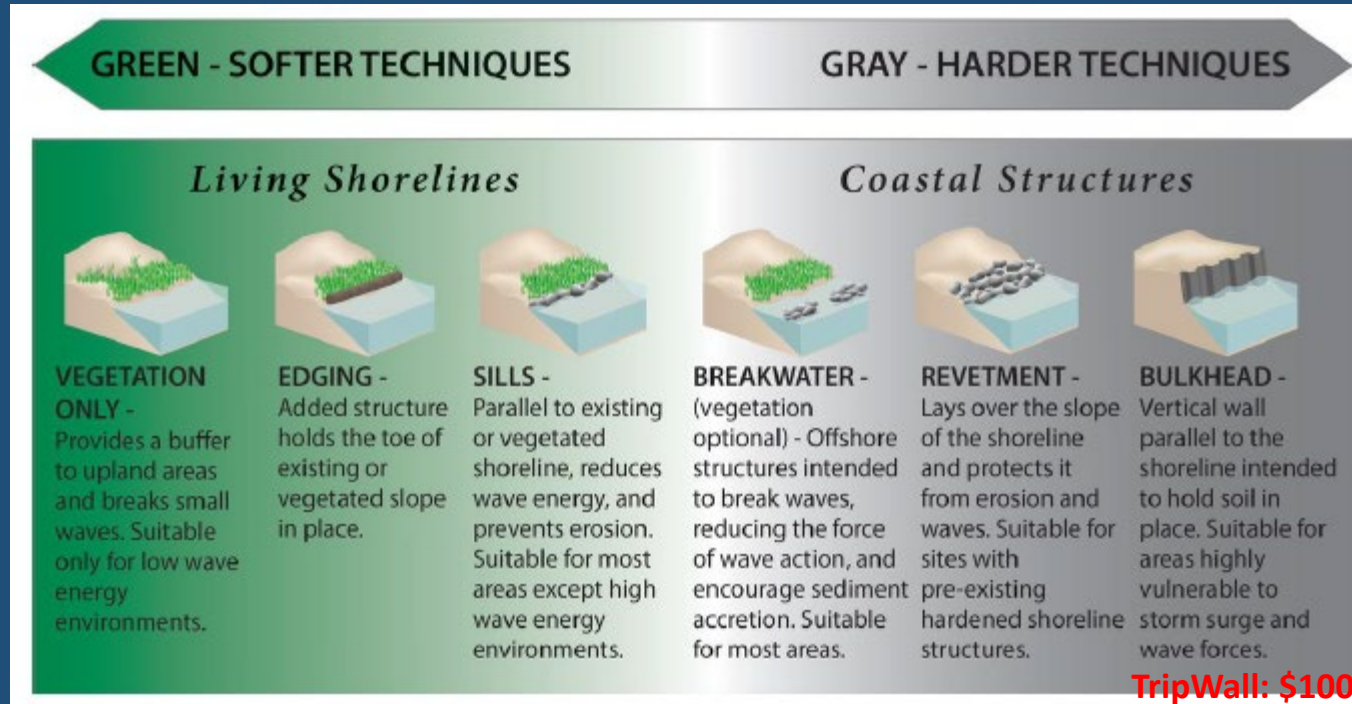 GREEN - SOFTER TECHNIQUES
GRAY - HARDER TECHNIQUES
Living Shorelines
Coastal Structures
VEGETATION
ONLY -
Provides a buffer
to upland areas
and breaks small
waves. Suitable
only for low wave
energy
environments.
EDGING -
Added structure
holds the toe of
existing or
vegetated slope
in place.
SILLS -
Parallel to existing
or vegetated
shoreline, reduces
wave energy, and
prevents erosion.
Suitable for most
areas except high
wave energy
environments.
BREAKWATER -
(vegetation
optional) - Offshore
structures intended
to break waves,
reducing the force
of wave action, and
encourage sediment
accretion. Suitable
for most areas.
REVETMENT -
Lays over the slope
of the shoreline
and protects it
from erosion and
waves. Suitable for
sites with
pre-existing
hardened shoreline
structures.
BULKHEAD -
Vertical wall
parallel to the
shoreline intended
to hold soil in
place. Suitable for
areas highly
vulnerable to
storm surge and
wave forces.
TripWall: $100